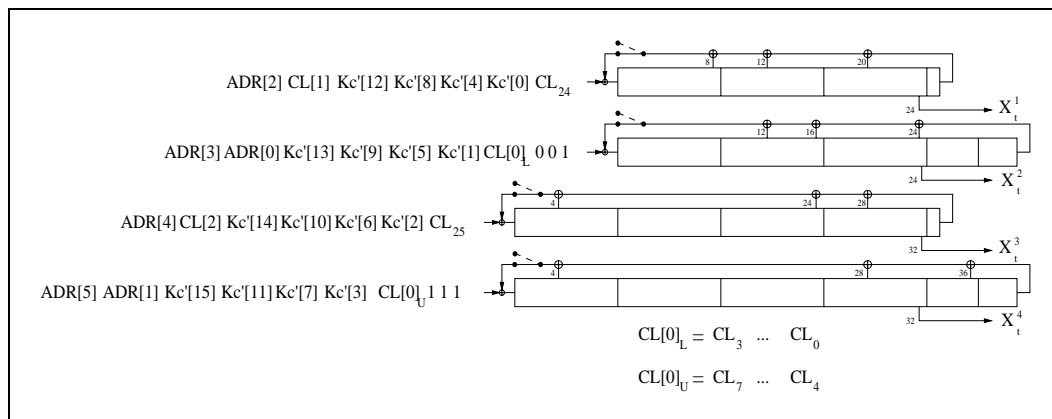 8 12 20
ADR[2] CL[1] Kc'[12] Kc'[8] Kc'[4] Kc'[0] CL24
24 X1t
12 16 24
ADR[3] ADR[0] Kc'[13] Kc'[9] Kc'[5] Kc'[1] CL[0]L 0 0 1
24 X2t
4 24 28
ADR[4] CL[2] Kc'[14] Kc'[10] Kc'[6] Kc'[2] CL25
32 X3t
4 28 36
ADR[5] ADR[1] Kc'[15] Kc'[11] Kc'[7] Kc'[3] CL[0]U 1 1 1
32 X4t
CL[0]L = CL3 ... CL0
CL[0]U = CL7 ... CL4